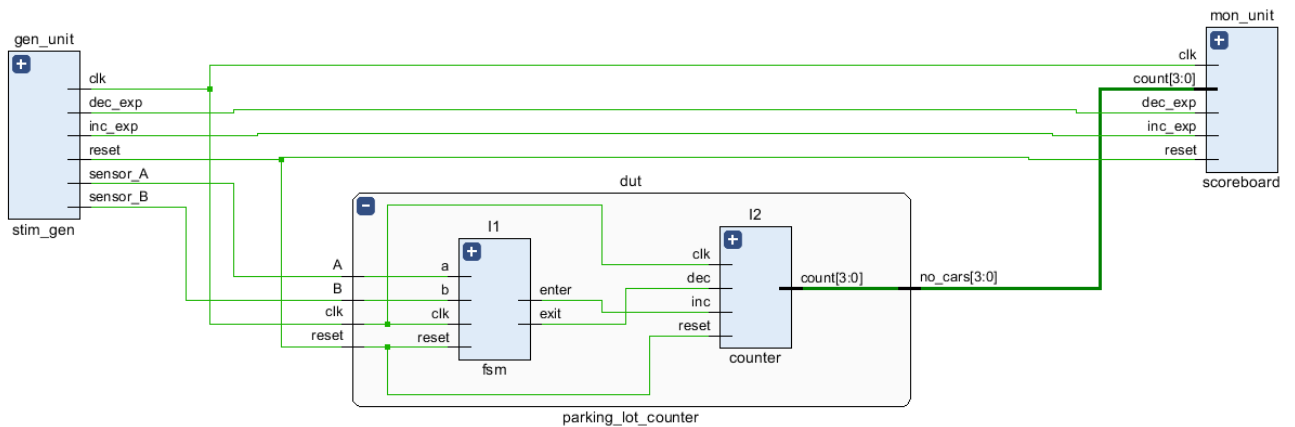 gen_unit
clk
dec_exp
inc_exp
reset
sensor_A
sensor_B
stim_gen
mon_unit
clk
count[3:0]
dec_exp
inc_exp
reset
scoreboard
dut
A
B
clk
reset
I1
a
b
clk
reset
enter
exit
fsm
I2
clk
dec
inc
reset
count[3:0]
counter
no_cars[3:0]
parking_lot_counter